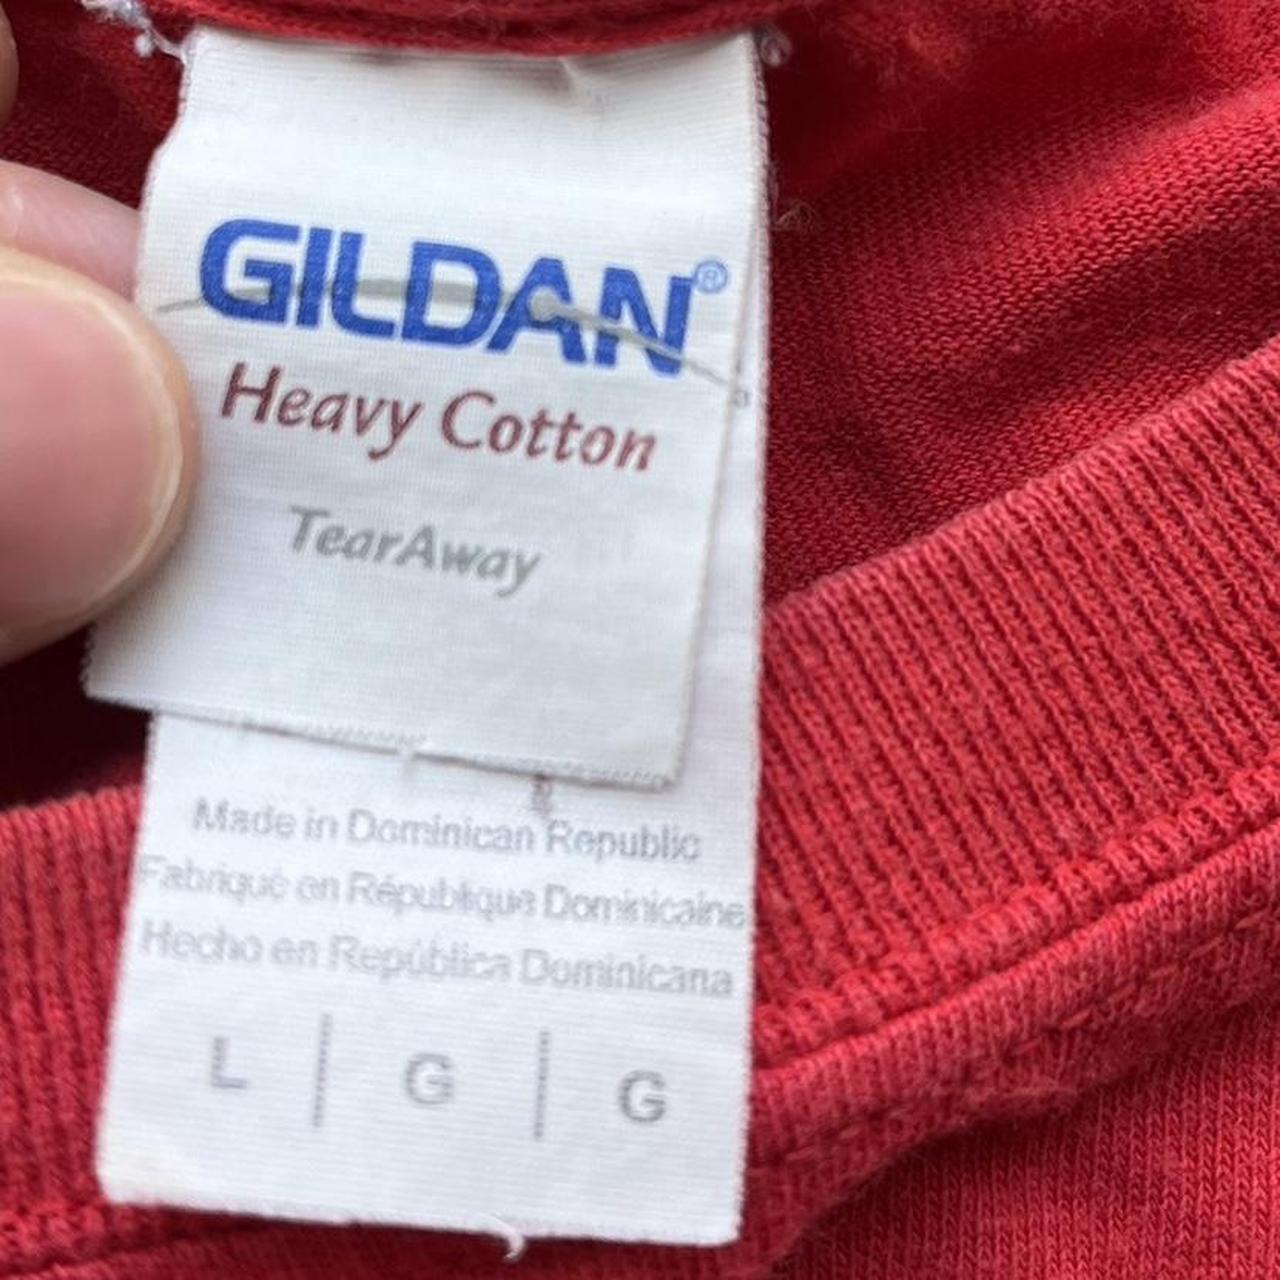 GILDAN®
Heavy Cotton
TearAway
Made in Dominican Republic
Fabriqué en République Dominicaine
Hecho en República Dominicana
L | G | G